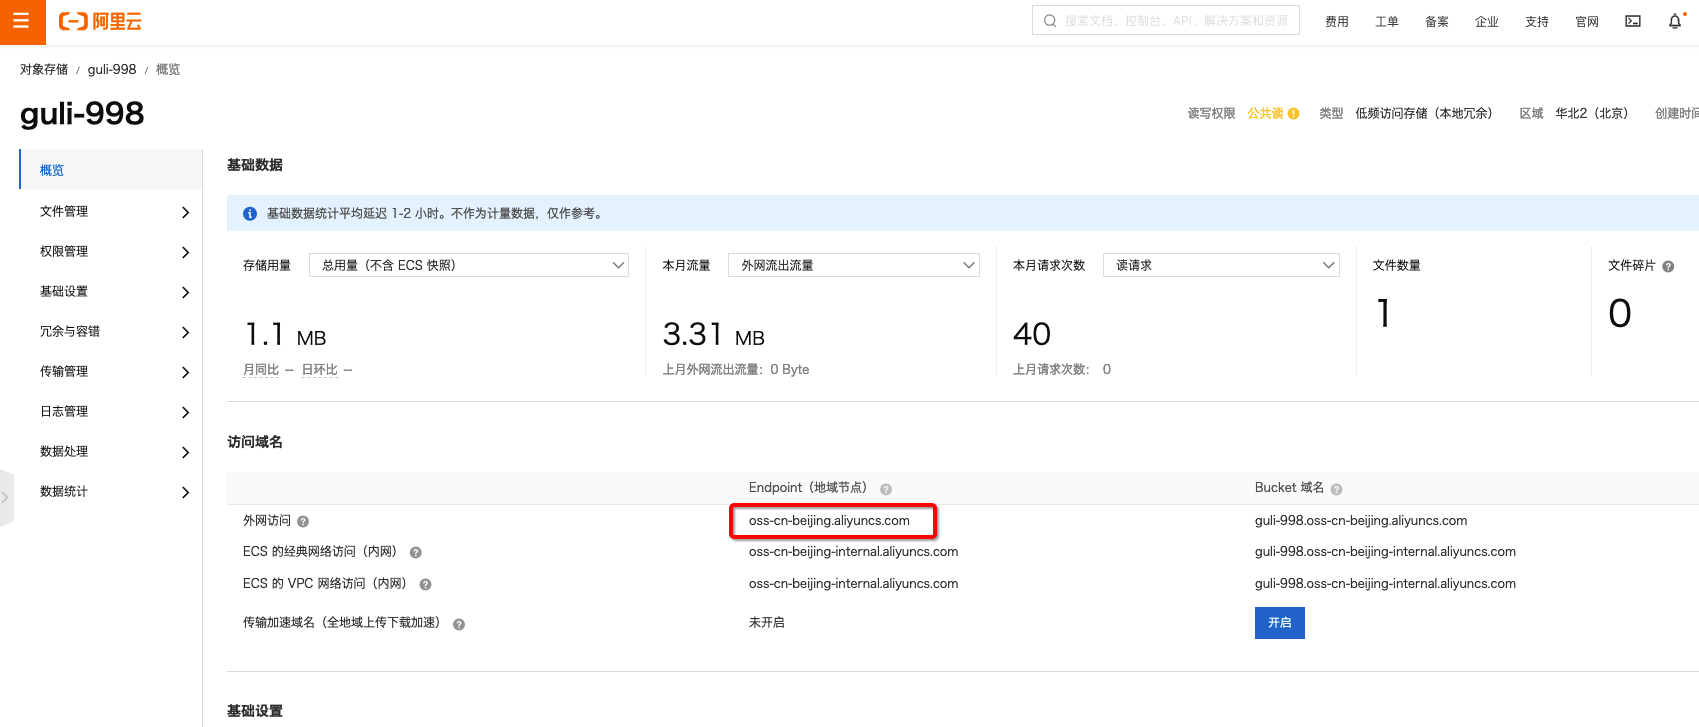 阿里云
搜索文档、控制台、API、解决方案和资源
费用 工单 备案 企业 支持 官网
对象存储 / guli-998 / 概览
guli-998
读写权限 公共读 类型 低频访问存储（本地冗余） 区域 华北2（北京） 创建时间
概览
文件管理
权限管理
基础设置
冗余与容错
传输管理
日志管理
数据处理
数据统计
基础数据
基础数据统计平均延迟 1-2 小时。不作为计量数据，仅作参考。
存储用量 总用量（不含 ECS 快照）
1.1 MB
月同比 -- 日环比 --
本月流量 外网流出流量
3.31 MB
上月外网流出流量：0 Byte
本月请求次数 读请求
40
上月请求次数： 0
文件数量
1
文件碎片
0
访问域名
Endpoint（地域节点） Bucket 域名
外网访问 oss-cn-beijing.aliyuncs.com guli-998.oss-cn-beijing.aliyuncs.com
ECS 的经典网络访问（内网） oss-cn-beijing-internal.aliyuncs.com guli-998.oss-cn-beijing-internal.aliyuncs.com
ECS 的 VPC 网络访问（内网） oss-cn-beijing-internal.aliyuncs.com guli-998.oss-cn-beijing-internal.aliyuncs.com
传输加速域名（全地域上传下载加速） 未开启 开启
基础设置